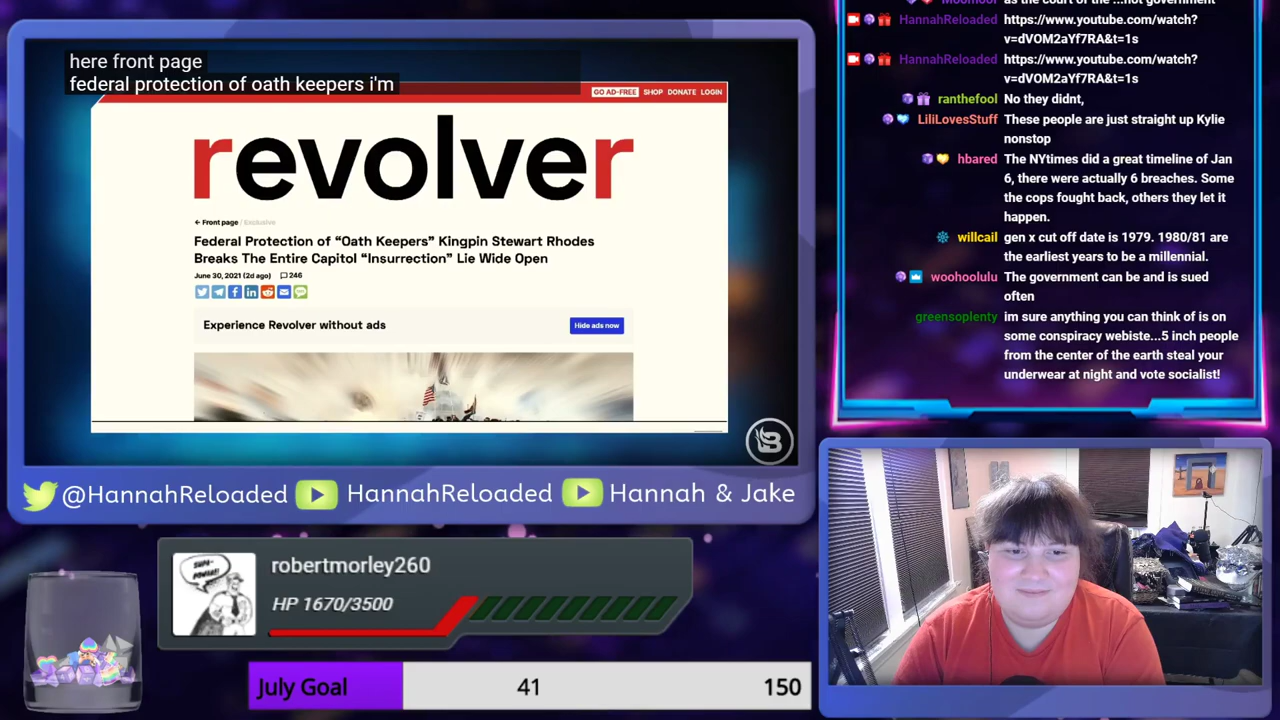 here front page
federal protection of oath keepers i'm
GO AD-FREE SHOP DONATE LOGIN
revolver
← Front page / Exclusive
Federal Protection of “Oath Keepers” Kingpin Stewart Rhodes
Breaks The Entire Capitol “Insurrection” Lie Wide Open
June 30, 2021 (2d ago) 246
Experience Revolver without ads
Hide ads now
B
@HannahReloaded HannahReloaded Hannah & Jake
robertmorley260
HP 1670/3500
July Goal 41 150
as the court of the ...not government
HannahReloaded https://www.youtube.com/watch?
v=dVOM2aYf7RA&t=1s
HannahReloaded https://www.youtube.com/watch?
v=dVOM2aYf7RA&t=1s
ranthefool No they didnt,
LiliLovesStuff These people are just straight up Kylie
nonstop
hbared The NYtimes did a great timeline of Jan
6, there were actually 6 breaches. Some
the cops fought back, others they let it
happen.
willcail gen x cut off date is 1979. 1980/81 are
the earliest years to be a millennial.
woohoolulu The government can be and is sued
often
greensoplenty im sure anything you can think of is on
some conspiracy webiste...5 inch people
from the center of the earth steal your
underwear at night and vote socialist!